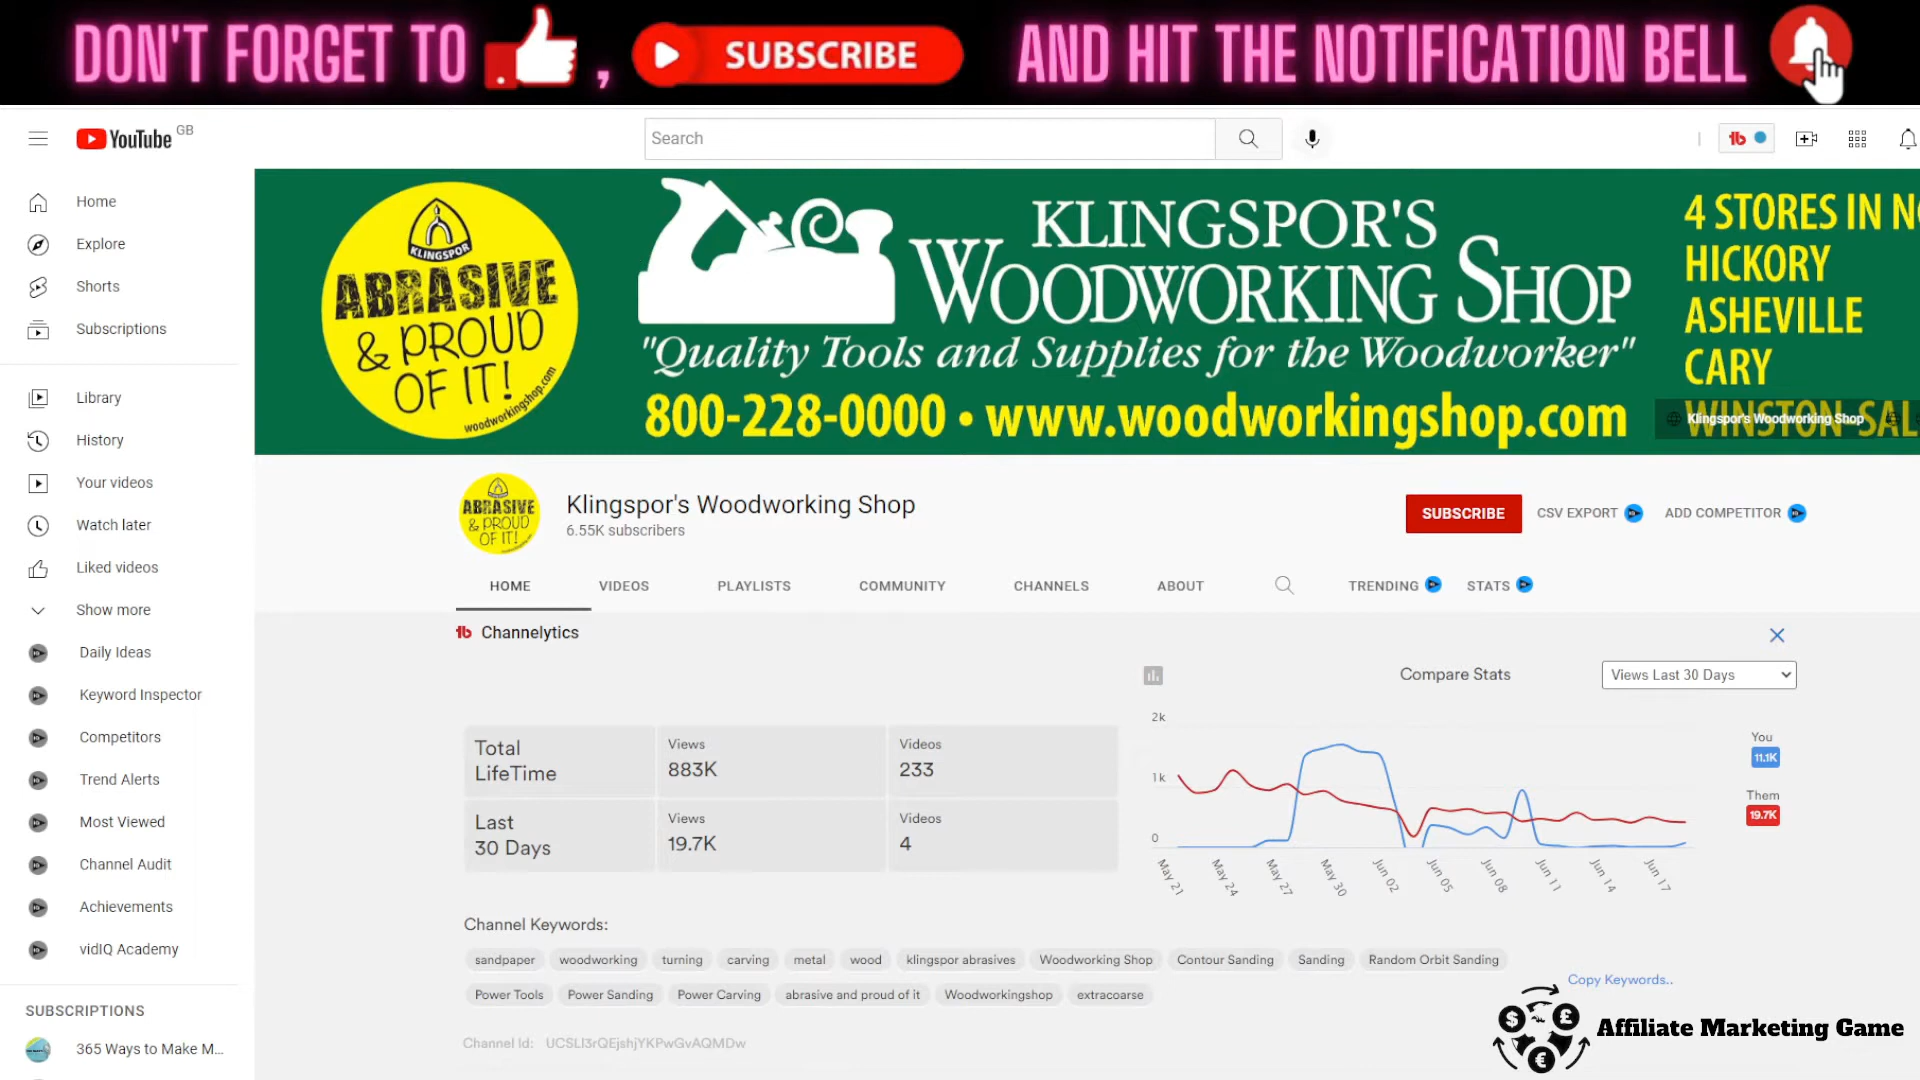 DON'T FORGET TO , SUBSCRIBE AND HIT THE NOTIFICATION BELL
YouTube GB
Search
Home
Explore
Shorts
Subscriptions
Library
History
Your videos
Watch later
Liked videos
Show more
Daily Ideas
Keyword Inspector
Competitors
Trend Alerts
Most Viewed
Channel Audit
Achievements
vidIQ Academy
SUBSCRIPTIONS
365 Ways to Make M...
KLINGSPOR
ABRASIVE
& PROUD
OF IT!
woodworkingshop.com
KLINGSPOR'S
WOODWORKING SHOP
"Quality Tools and Supplies for the Woodworker"
800-228-0000 • www.woodworkingshop.com
4 STORES IN N
HICKORY
ASHEVILLE
CARY
WINSTON-SAL
Klingspor's Woodworking Shop
ABRASIVE
& PROUD
OF IT!
Klingspor's Woodworking Shop
6.55K subscribers
SUBSCRIBE
CSV EXPORT
ADD COMPETITOR
HOME
VIDEOS
PLAYLISTS
COMMUNITY
CHANNELS
ABOUT
TRENDING
STATS
Channelytics
Compare Stats
Views Last 30 Days
Total
LifeTime
Views
883K
Videos
233
Last
30 Days
Views
19.7K
Videos
4
2k
1k
0
May 21
May 24
May 27
May 30
Jun 02
Jun 05
Jun 08
Jun 11
Jun 14
Jun 17
You
11.1K
Them
19.7K
Channel Keywords:
sandpaper woodworking turning carving metal wood klingspor abrasives Woodworking Shop Contour Sanding Sanding Random Orbit Sanding
Power Tools Power Sanding Power Carving abrasive and proud of it Woodworkingshop extracoarse
Copy Keywords..
Channel Id: UCSLl3rQEjshjYKPwGvAQMDw
Affiliate Marketing Game